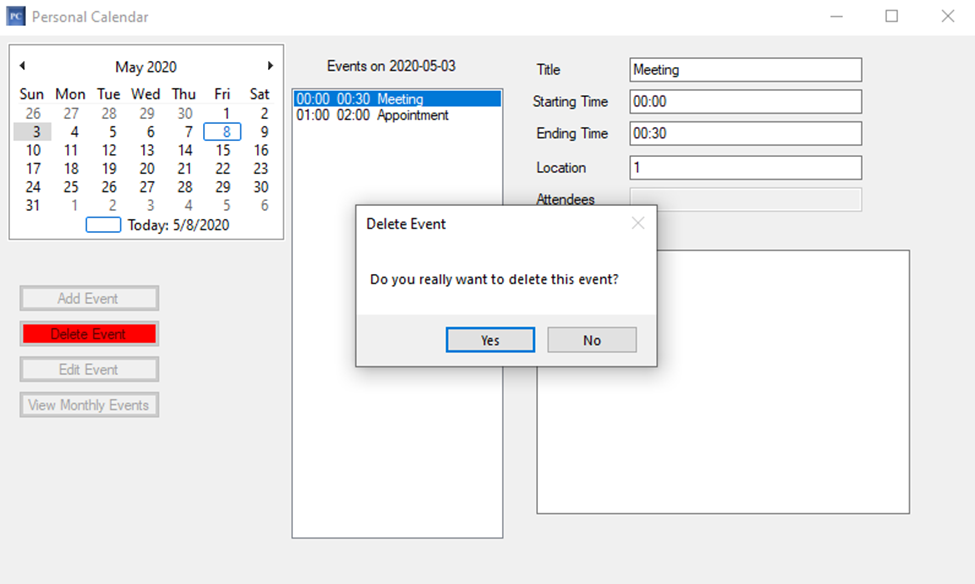 PC Personal Calendar
May 2020
Sun Mon Tue Wed Thu Fri Sat
26 27 28 29 30 1 2
3 4 5 6 7 8 9
10 11 12 13 14 15 16
17 18 19 20 21 22 23
24 25 26 27 28 29 30
31 1 2 3 4 5 6
Today: 5/8/2020
Add Event
Delete Event
Edit Event
View Monthly Events
Events on 2020-05-03
00:00 00:30 Meeting
01:00 02:00 Appointment
Title Meeting
Starting Time 00:00
Ending Time 00:30
Location 1
Attendees
Delete Event
Do you really want to delete this event?
Yes No